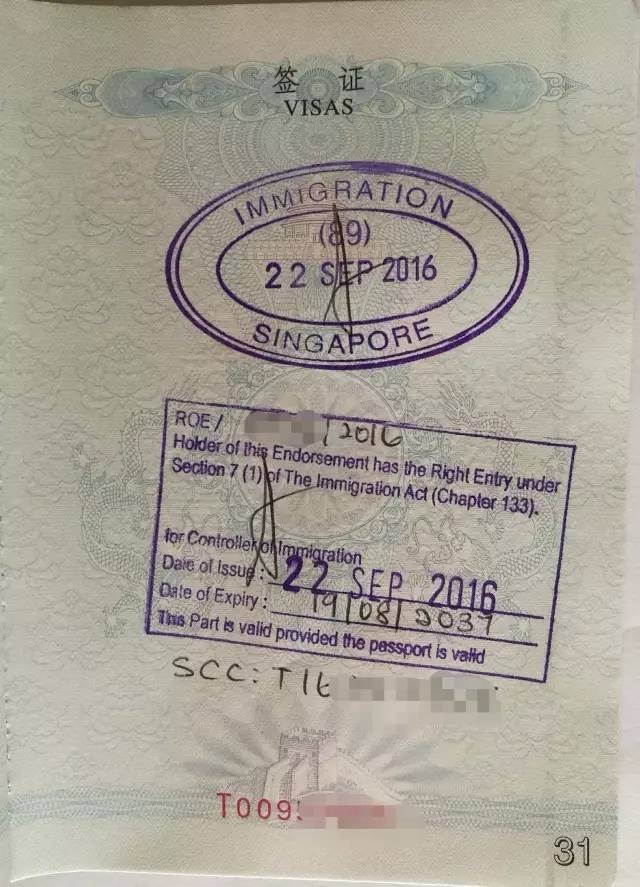 签 证
VISAS
IMMIGRATION
(89)
22 SEP 2016
SINGAPORE
ROE/ /2016
Holder of this Endorsement has the Right Entry under
Section 7 (1) of The Immigration Act (Chapter 133).
for Controller of Immigration
Date of Issue : 22 SEP 2016
Date of Expiry : 19/08/2037
This Part is valid provided the passport is valid
SCC: T16
T009
31